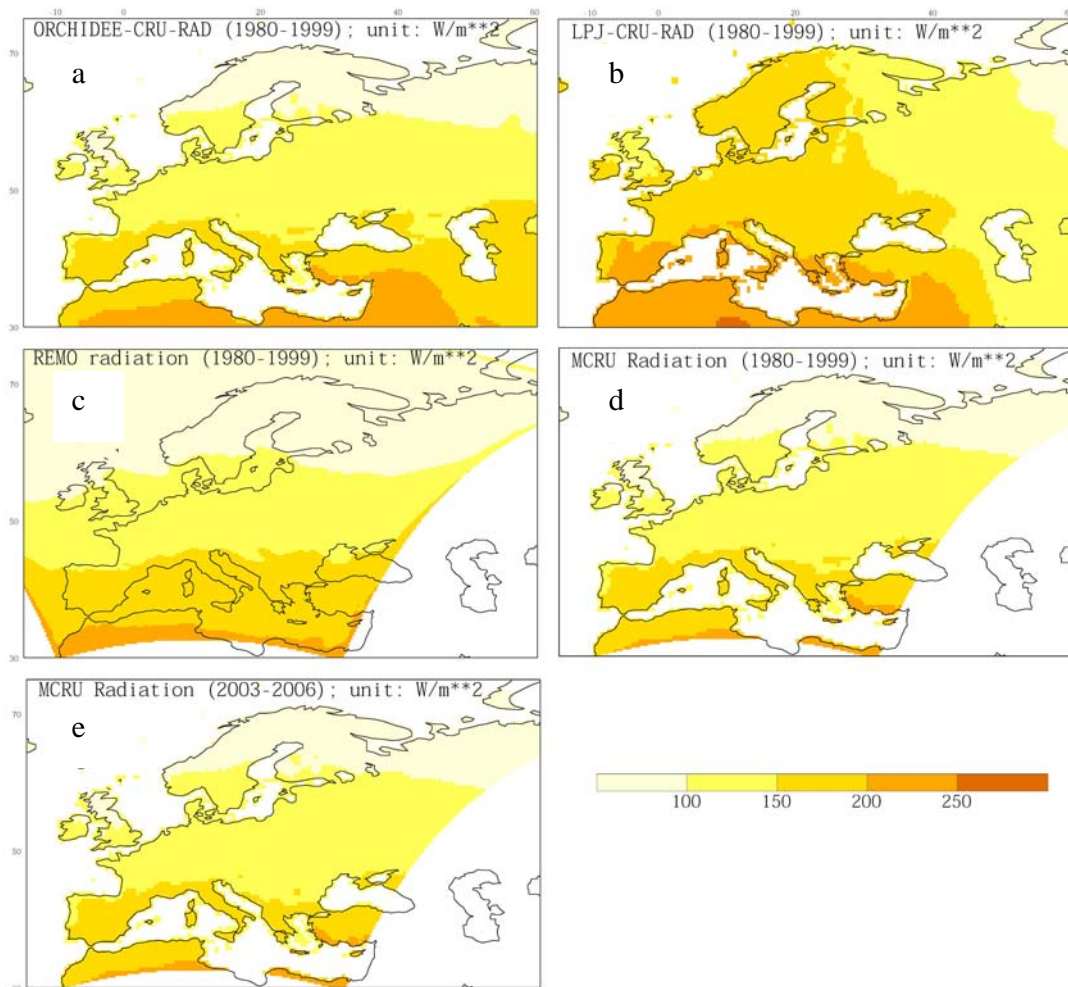 -10 0 20 40 60
-10 0 20 40
ORCHIDEE-CRU-RAD (1980-1999); unit: W/m**2
LPJ-CRU-RAD (1980-1999); unit: W/m**2
a
b
70
50
30
REMO radiation (1980-1999); unit: W/m**2
MCRU Radiation (1980-1999); unit: W/m**2
c
d
70
50
30
MCRU Radiation (2003-2006); unit: W/m**2
e
70
50
100 150 200 250